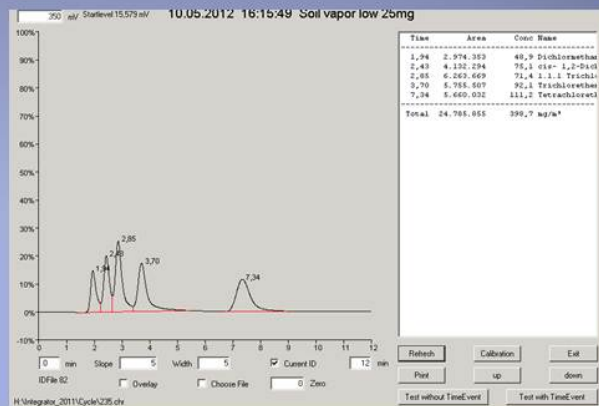 350 mV Startlevel 15,579 mV 10.05.2012 16:15:49 Soil vapor low 25mg
100%
90%
80%
70%
60%
50%
40%
30%
20%
10%
0%
-10%
1,94
2,43
2,85
3,70
7,34
0 1 2 3 4 5 6 7 8 9 10 11 12
Time Area Conc Name
1,94 2.974.353 48,9 Dichlormethan
2,43 4.132.294 75,1 cis- 1,2-Dich
2,85 6.263.669 71,4 1.1.1 Trichlo
3,70 5.755.507 92,1 Trichlorethen
7,34 5.660.032 111,2 Tetrachloreth
Total 24.785.855 398,7 mg/m³
0 min Slope 5 Width 5 Current ID 12 min
IDFile 82 Overlay Choose File 0 Zero
H:\Integrator_2011\Cycle\235.chr
Refresh Calibration Exit
Print up down
Test without TimeEvent Test with TimeEvent